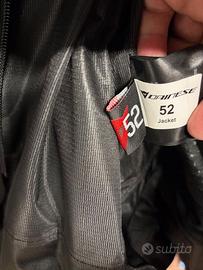 DAINESE
52
Jacket
52
subito